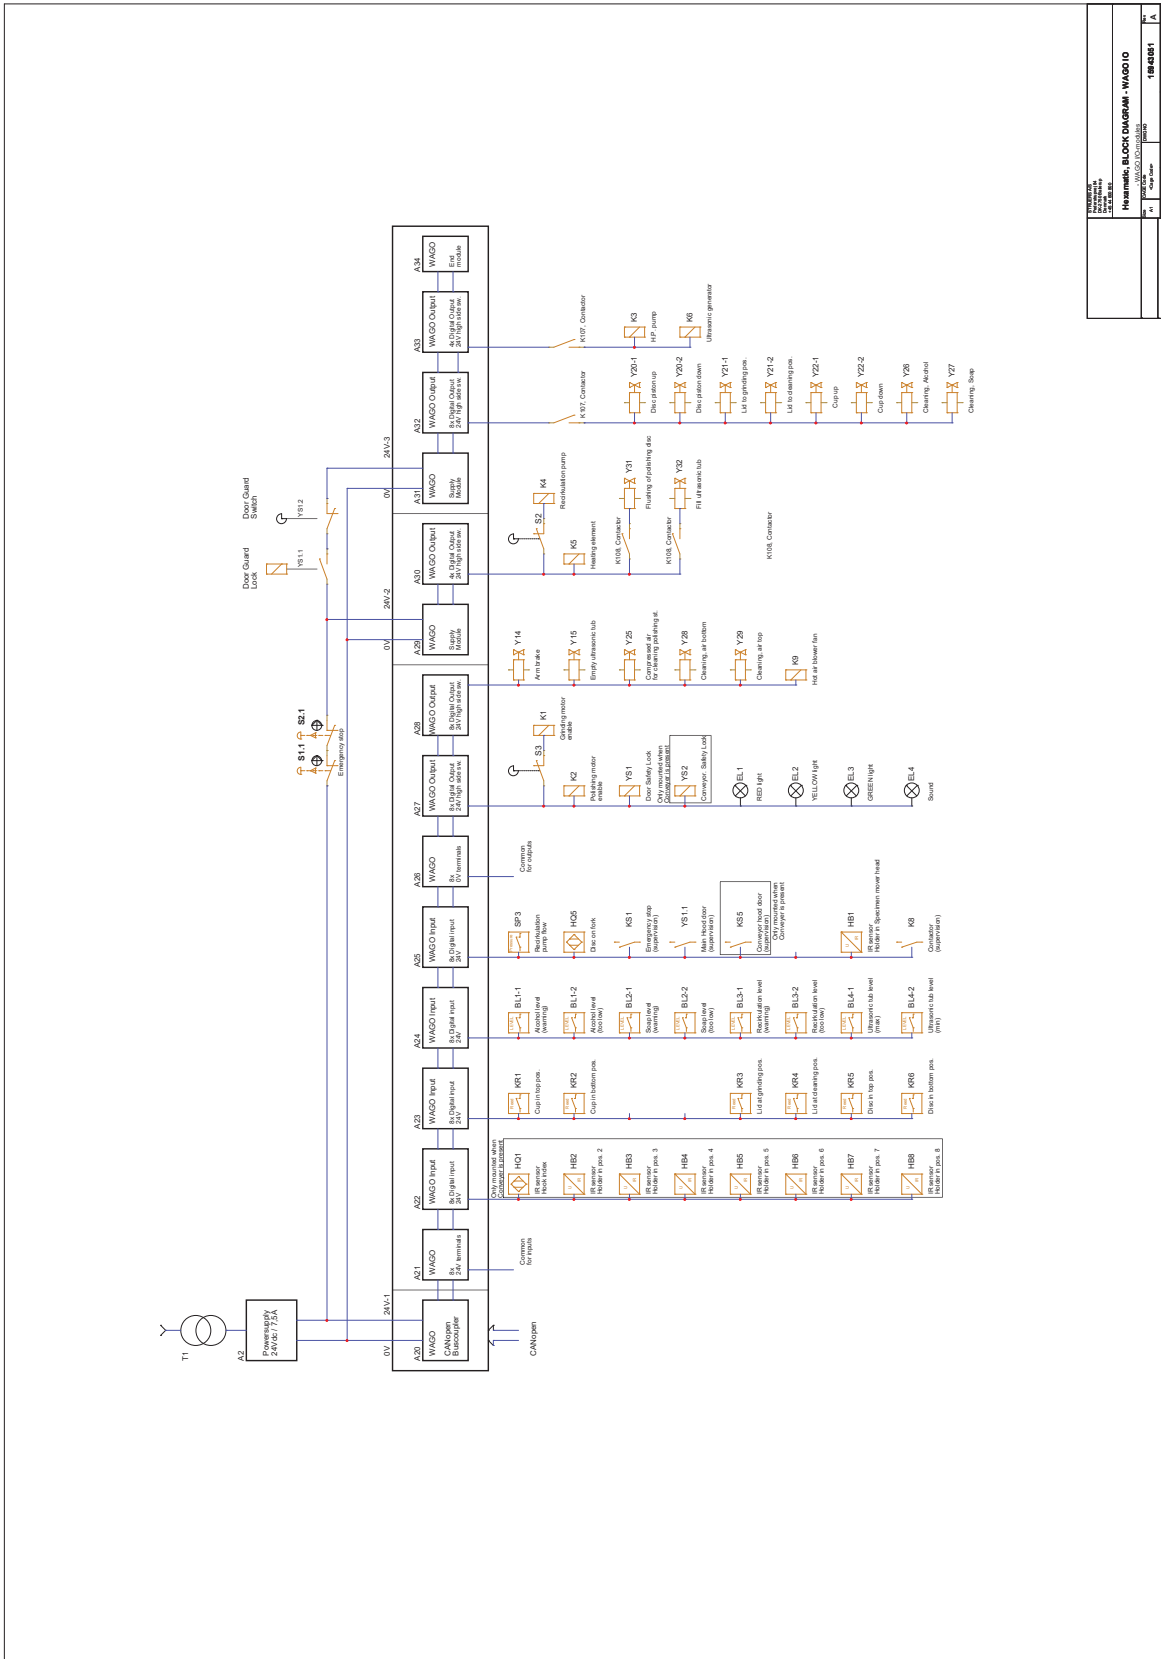 T1
A2
Powersupply
24Vdc / 7,5A
0V
24V-1
A20
WAGO
CANopen
Buscoupler
CANopen
A21
WAGO
8x
24V terminals
Common
for inputs
A22
WAGO Input
8x Digital input
24V
Only mounted when
Conveyer is present
HQ1
IR sensor
Hook index
HB2
IR sensor
Holder in pos. 2
HB3
IR sensor
Holder in pos. 3
HB4
IR sensor
Holder in pos. 4
HB5
IR sensor
Holder in pos. 5
HB6
IR sensor
Holder in pos. 6
HB7
IR sensor
Holder in pos. 7
HB8
IR sensor
Holder in pos. 8
A23
WAGO Input
8x Digital input
24V
KR1
Cup in top pos.
KR2
Cup in bottom pos.
KR3
Lid at grinding pos.
KR4
Lid at cleaning pos.
KR5
Disc in top pos.
KR6
Disc in bottom pos.
A24
WAGO Input
8x Digital input
24V
BL1-1
Alcohol level
(warning)
BL1-2
Alcohol level
(too low)
BL2-1
Soap level
(warning)
BL2-2
Soap level
(too low)
BL3-1
Recirkulation level
(warning)
BL3-2
Recirkulation level
(too low)
BL4-1
Ultrasonic tub level
(max)
BL4-2
Ultrasonic tub level
(min)
A25
WAGO Input
8x Digital input
24V
SP3
Recirkulation
pump flow
HQ5
Disc on fork
KS1
Emergency stop
(supervision)
YS1.1
Main Hood door
(supervision)
KS5
Conveyor hood door
(supervision)
Only mounted when
Conveyer is present
HB1
IR sensor
Holder in Specimen mover head
K8
Contactor
(supervision)
A26
WAGO
8x
0V terminals
Common
for outputs
A27
WAGO Output
8x Digital Output
24V high side sw.
S3
K1
Grinding motor
enable
K2
Polishing motor
enable
YS1
Door Safety Lock
Only mounted when
Conveyer is present
YS2
Conveyor. Safety Lock
EL1
RED light
EL2
YELLOW light
EL3
GREEN light
EL4
Sound
A28
WAGO Output
8x Digital Output
24V high side sw.
Y14
Arm brake
Y15
Empty ultrasonic tub
Y25
Compressed air
for cleaning polishing st.
Y28
Cleaning, air bottom
Y29
Cleaning, air top
K9
Hot air blower fan
S1.1
S2.1
Emergency stop
0V
24V-2
A29
WAGO
Supply
Module
A30
WAGO Output
4x Digital Output
24V high side sw.
S2
K4
Recirkulation pump
K5
Heating element
K108, Contactor
Y31
Flushing of polishing disc
K108, Contactor
Y32
Fill ultrasonic tub
K108, Contactor
Door Guard
Lock
YS1.1
Door Guard
Switch
YS1.2
0V
24V-3
A31
WAGO
Supply
Module
A32
WAGO Output
8x Digital Output
24V high side sw.
K107, Contactor
Y20-1
Disc piston up
Y20-2
Disc piston down
Y21-1
Lid to grinding pos.
Y21-2
Lid to cleaning pos.
Y22-1
Cup up
Y22-2
Cup down
Y26
Cleaning, Alcohol
Y27
Cleaning, Soap
A33
WAGO Output
4x Digital Output
24V high side sw.
K107, Contactor
K3
H.P. pump
K6
Ultrasonic generator
A34
WAGO
End
module
Hexamatic, BLOCK DIAGRAM - WAGO IO
- WAGO I/O-modules
Size
A1
15843051
Rev
A